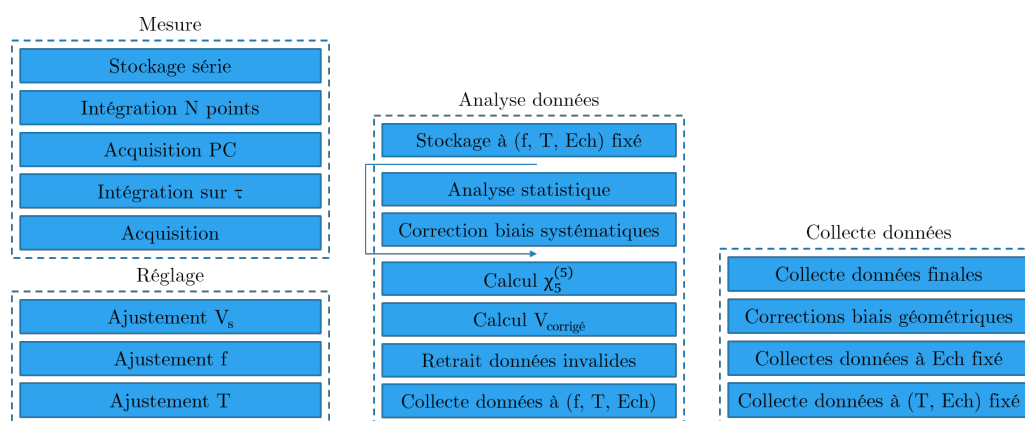 Mesure
Stockage série
Intégration N points
Acquisition PC
Intégration sur τ
Acquisition
Réglage
Ajustement Vₛ
Ajustement f
Ajustement T
Analyse données
Stockage à (f, T, Ech) fixé
Analyse statistique
Correction biais systématiques
Calcul χ₅⁽⁵⁾
Calcul V_corrigé
Retrait données invalides
Collecte données à (f, T, Ech)
Collecte données
Collecte données finales
Corrections biais géométriques
Collectes données à Ech fixé
Collecte données à (T, Ech) fixé